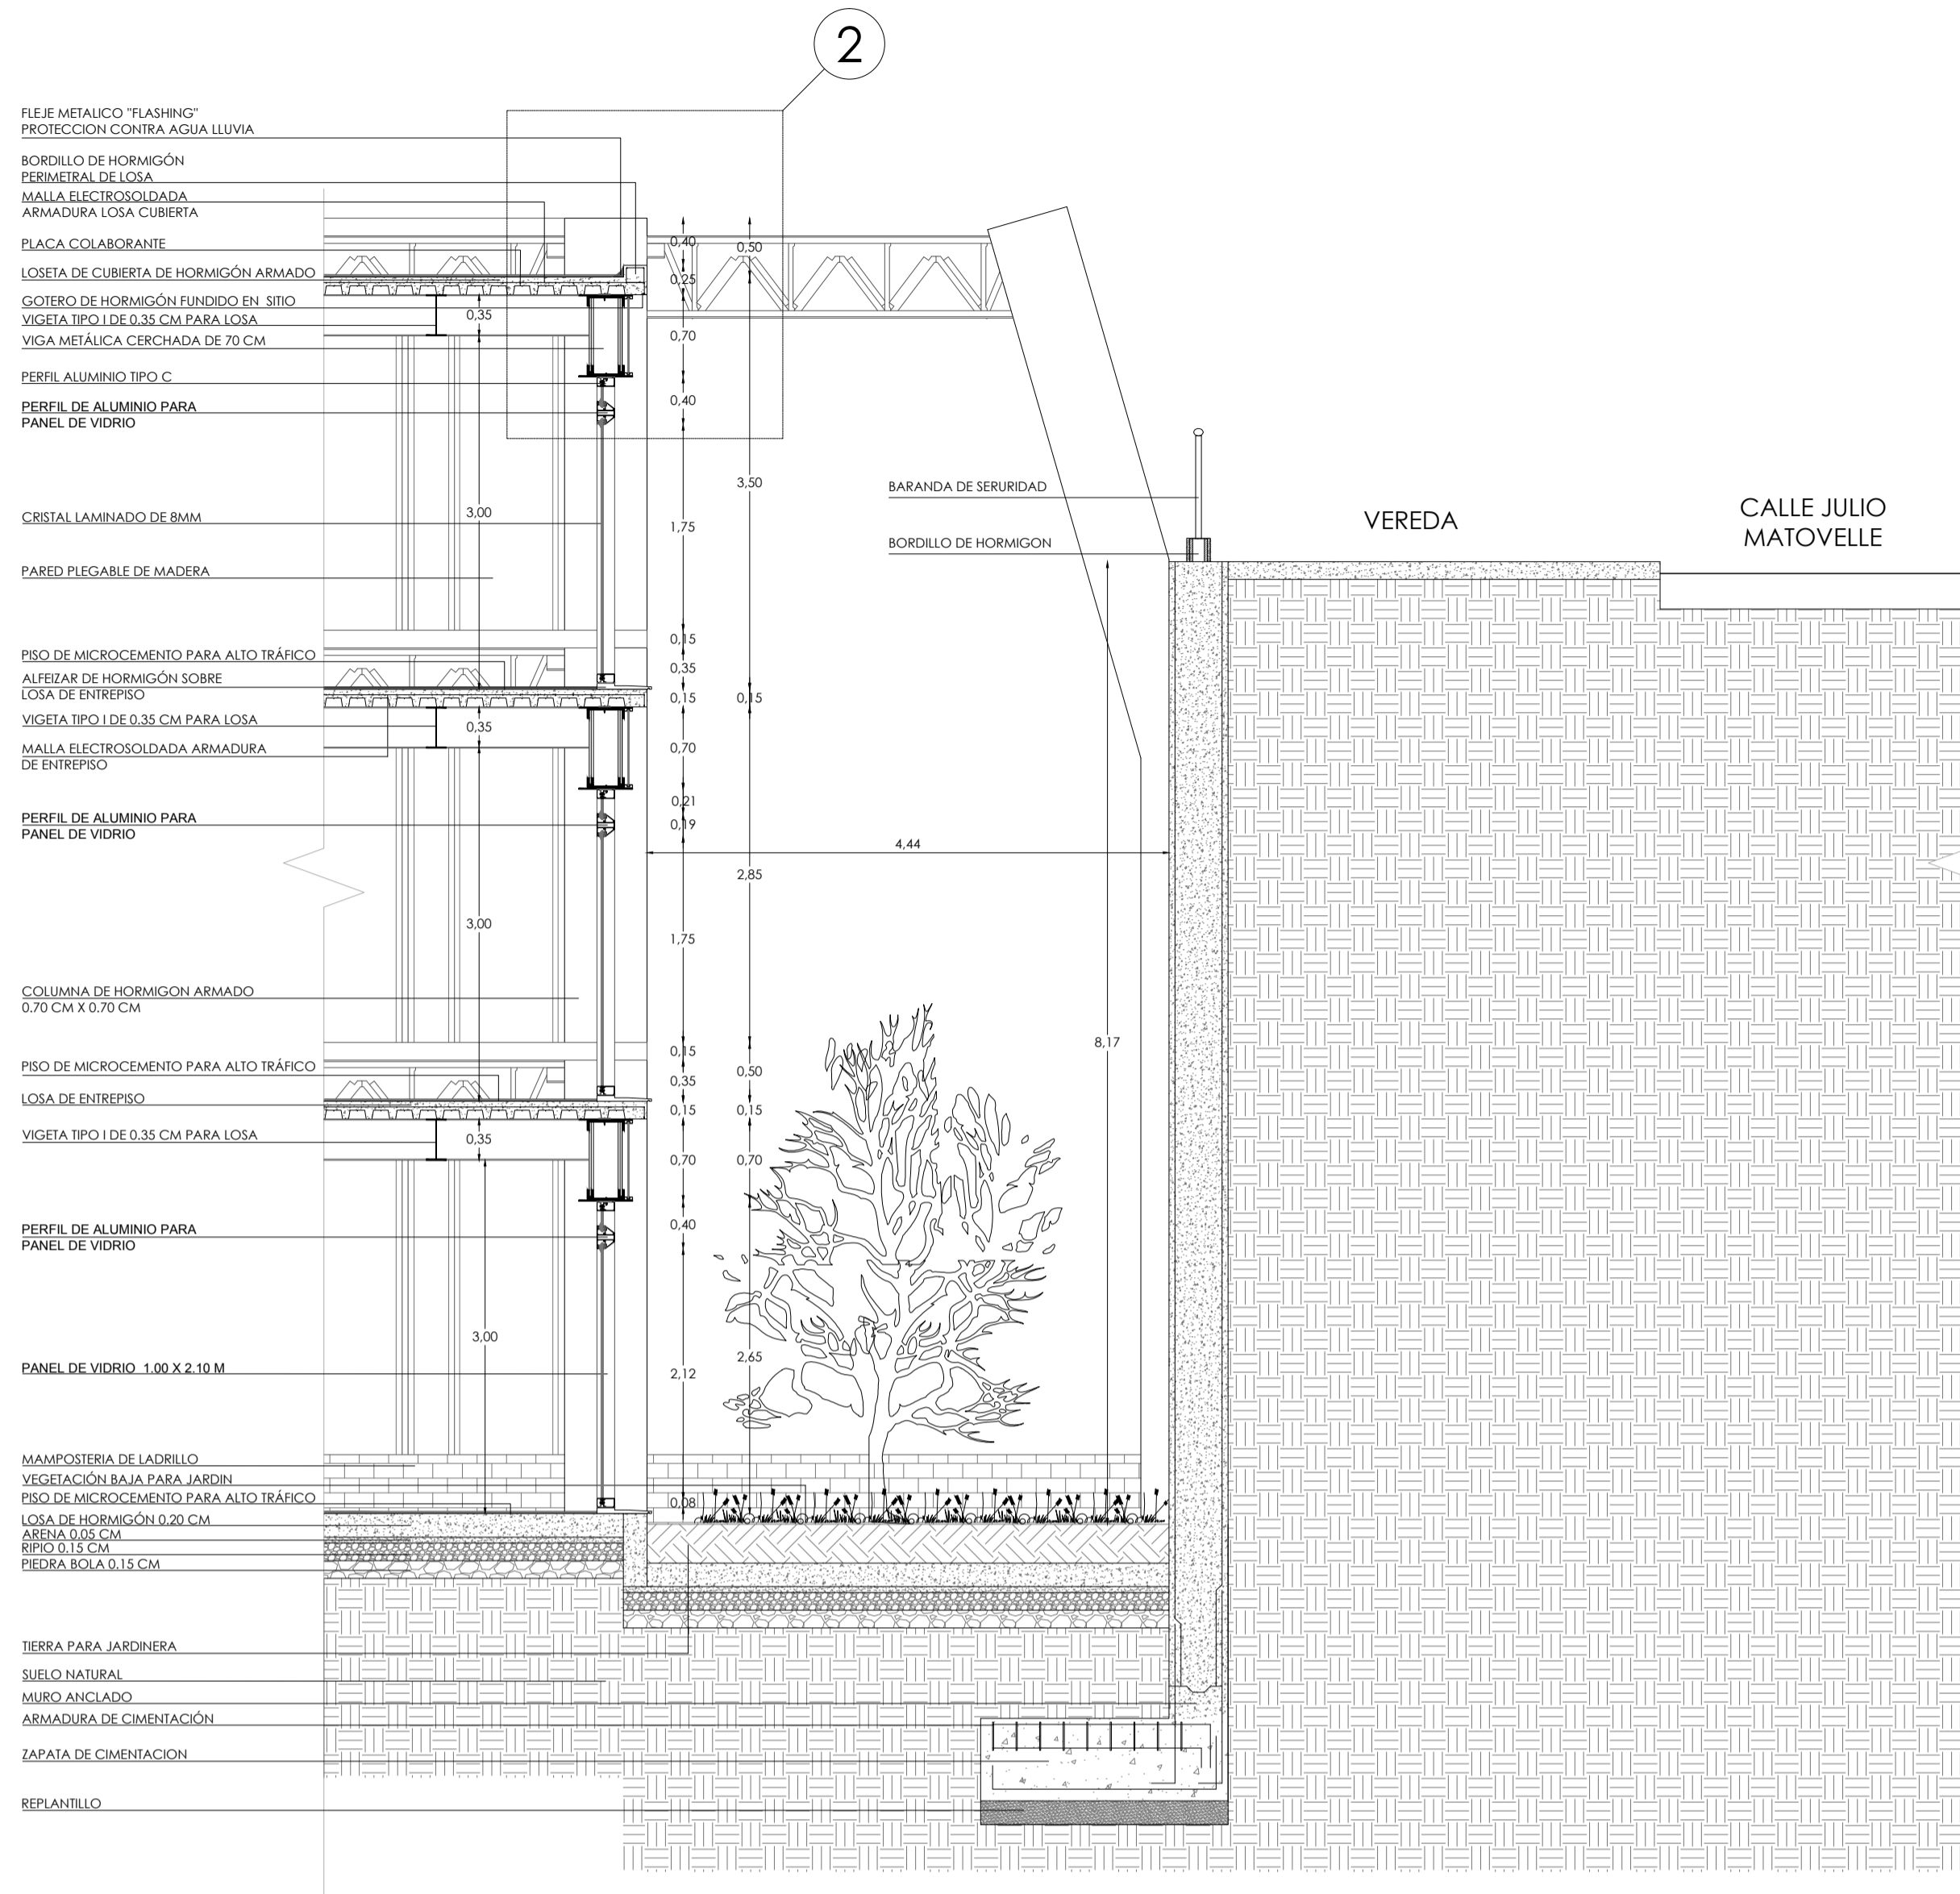 2
FLEJE METALICO "FLASHING"
PROTECCION CONTRA AGUA LLUVIA
BORDILLO DE HORMIGÓN
PERIMETRAL DE LOSA
MALLA ELECTROSOLDADA
ARMADURA LOSA CUBIERTA
PLACA COLABORANTE
LOSETA DE CUBIERTA DE HORMIGÓN ARMADO
GOTERO DE HORMIGÓN FUNDIDO EN SITIO
VIGETA TIPO I DE 0.35 CM PARA LOSA
VIGA METÁLICA CERCHADA DE 70 CM
PERFIL ALUMINIO TIPO C
PERFIL DE ALUMINIO PARA
PANEL DE VIDRIO
CRISTAL LAMINADO DE 8MM
PARED PLEGABLE DE MADERA
PISO DE MICROCEMENTO PARA ALTO TRÁFICO
ALFEIZAR DE HORMIGÓN SOBRE
LOSA DE ENTREPISO
VIGETA TIPO I DE 0.35 CM PARA LOSA
MALLA ELECTROSOLDADA ARMADURA
DE ENTREPISO
PERFIL DE ALUMINIO PARA
PANEL DE VIDRIO
COLUMNA DE HORMIGON ARMADO
0.70 CM X 0.70 CM
PISO DE MICROCEMENTO PARA ALTO TRÁFICO
LOSA DE ENTREPISO
VIGETA TIPO I DE 0.35 CM PARA LOSA
PERFIL DE ALUMINIO PARA
PANEL DE VIDRIO
PANEL DE VIDRIO 1.00 X 2.10 M
MAMPOSTERIA DE LADRILLO
VEGETACIÓN BAJA PARA JARDIN
PISO DE MICROCEMENTO PARA ALTO TRÁFICO
LOSA DE HORMIGÓN 0.20 CM
ARENA 0.05 CM
RIPIO 0.15 CM
PIEDRA BOLA 0.15 CM
TIERRA PARA JARDINERA
SUELO NATURAL
MURO ANCLADO
ARMADURA DE CIMENTACIÓN
ZAPATA DE CIMENTACION
REPLANTILLO
0,35
3,00
0,35
3,00
0,35
3,00
0,40
0,25
0,70
0,40
1,75
0,15
0,35
0,15
0,70
0,21
0,19
1,75
0,15
0,35
0,15
0,70
0,40
2,12
0,08
0,50
3,50
0,15
2,85
0,50
0,15
0,70
2,65
4,44
8,17
BARANDA DE SERURIDAD
BORDILLO DE HORMIGON
VEREDA
CALLE JULIO
MATOVELLE